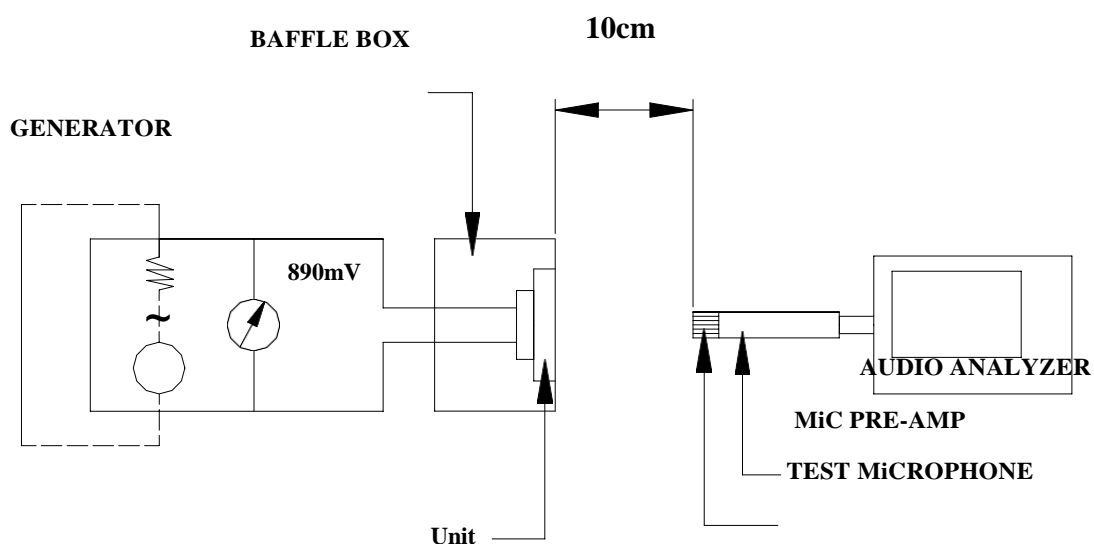 10cm
BAFFLE BOX
GENERATOR
890mV
~
AUDIO ANALYZER
MiC PRE-AMP
TEST MiCROPHONE
Unit